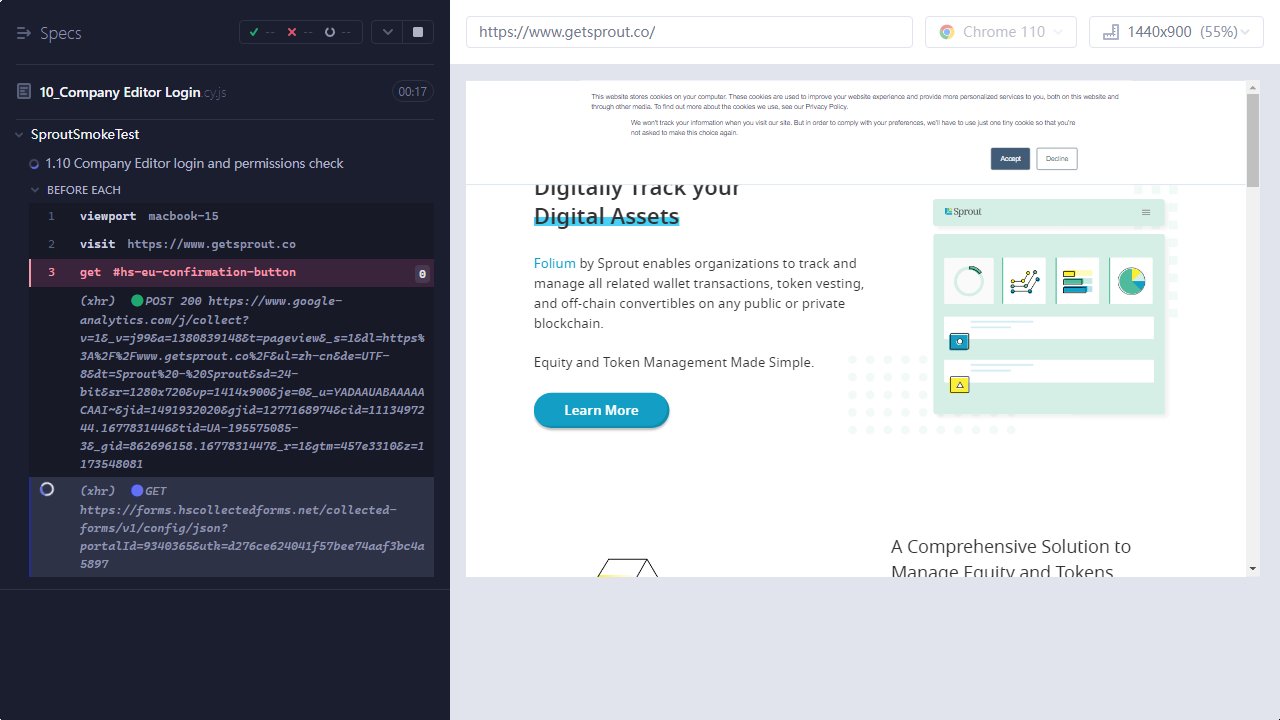 Specs
-- -- --
10_Company Editor Login.cy.js
00:17
SproutSmokeTest
1.10 Company Editor login and permissions check
BEFORE EACH
1 viewport macbook-15
2 visit https://www.getsprout.co
3 get #hs-eu-confirmation-button 0
(xhr) POST 200 https://www.google-
analytics.com/j/collect?
v=1&_v=j99&a=1380839148&t=pageview&_s=1&dl=https%
3A%2F%2Fwww.getsprout.co%2F&ul=zh-cn&de=UTF-
8&dt=Sprout%20-%20Sprout&sd=24-
bit&sr=1280x720&vp=1414x900&je=0&_u=YADAAUABAAAAA
CAAI~&jid=1491932020&gjid=1277168974&cid=11134972
44.1677831446&tid=UA-195575085-
3&_gid=862696158.1677831447&_r=1&gtm=457e3310&z=1
173548081
(xhr) GET
https://forms.hscollectedforms.net/collected-
forms/v1/config/json?
portalId=9340365&utk=d276ce624041f57bee74aaf3bc4a
5897
https://www.getsprout.co/
Chrome 110
1440x900 (55%)
This website stores cookies on your computer. These cookies are used to improve your website experience and provide more personalized services to you, both on this website and
through other media. To find out more about the cookies we use, see our Privacy Policy.
We won't track your information when you visit our site. But in order to comply with your preferences, we'll have to use just one tiny cookie so that you're
not asked to make this choice again.
Accept
Decline
Digitally Track your
Digital Assets
Folium by Sprout enables organizations to track and
manage all related wallet transactions, token vesting,
and off-chain convertibles on any public or private
blockchain.
Equity and Token Management Made Simple.
Learn More
Sprout
A Comprehensive Solution to
Manage Equity and Tokens